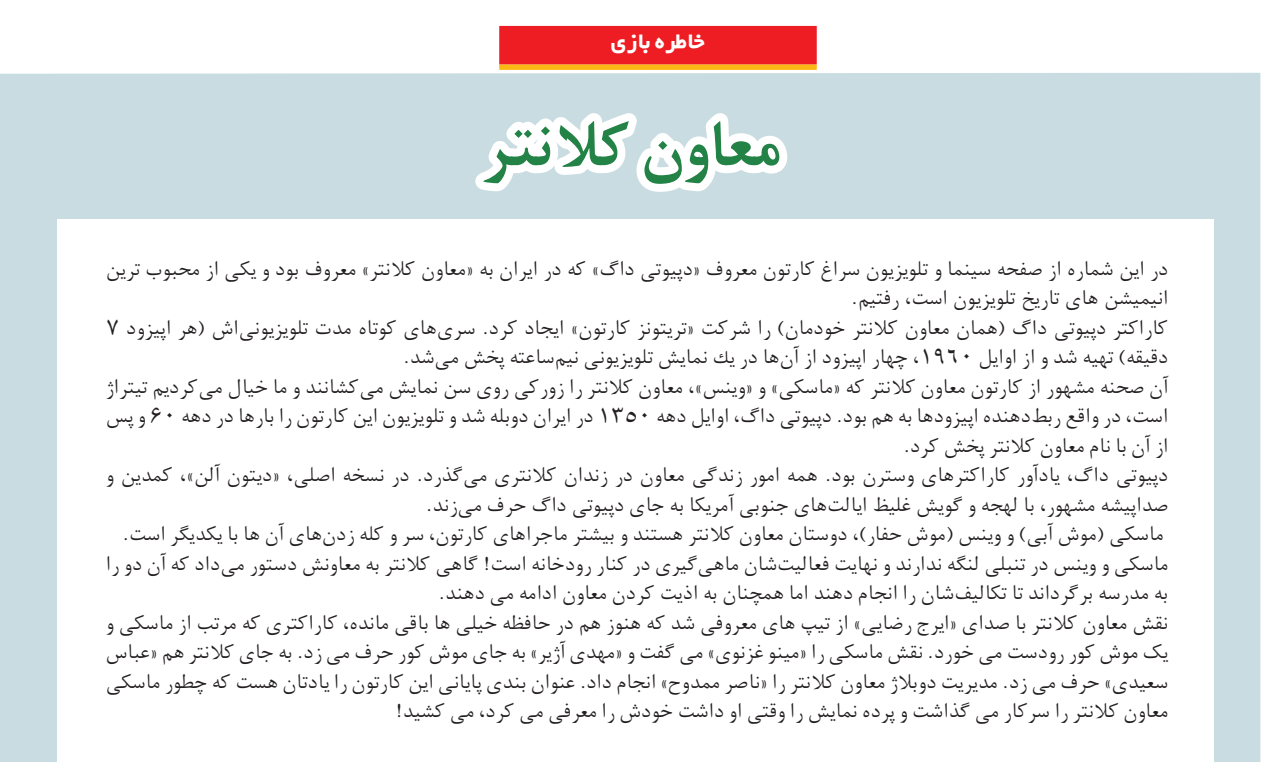 خاطره بازی
معاون کلانتر
در این شماره از صفحه سینما و تلویزیون سراغ کارتون معروف «دپیوتی داگ» که در ایران به «معاون کلانتر» معروف بود و یکی از محبوب ترین
انیمیشن های تاریخ تلویزیون است، رفتیم.
کاراکتر دپیوتی داگ (همان معاون کلانتر خودمان) را شرکت «تریتونز کارتون» ایجاد کرد. سری‌های کوتاه مدت تلویزیونی‌اش (هر اپیزود ۷
دقیقه) تهیه شد و از اوایل ۱۹٦۰، چهار اپیزود از آن‌ها در یك نمایش تلویزیونی نیم‌ساعته پخش می‌شد.
آن صحنه مشهور از کارتون معاون کلانتر که «ماسکی» و «وینس»، معاون کلانتر را زورکی روی سن نمایش می‌کشانند و ما خیال می‌کردیم تیتراژ
است، در واقع ربط‌دهنده اپیزودها به هم بود. دپیوتی داگ، اوایل دهه ۱۳٥۰ در ایران دوبله شد و تلویزیون این کارتون را بارها در دهه ۶۰ و پس
از آن با نام معاون کلانتر پخش کرد.
دپیوتی داگ، یادآور کاراکترهای وسترن بود. همه امور زندگی معاون در زندان کلانتری می‌گذرد. در نسخه اصلی، «دیتون آلن»، کمدین و
صداپیشه مشهور، با لهجه و گویش غلیظ ایالت‌های جنوبی آمریکا به جای دپیوتی داگ حرف می‌زند.
ماسکی (موش آبی) و وینس (موش حفار)، دوستان معاون کلانتر هستند و بیشتر ماجراهای کارتون، سر و کله زدن‌های آن ها با یکدیگر است.
ماسکی و وینس در تنبلی لنگه ندارند و نهایت فعالیت‌شان ماهی‌گیری در کنار رودخانه است! گاهی کلانتر به معاونش دستور می‌داد که آن دو را
به مدرسه برگرداند تا تکالیف‌شان را انجام دهند اما همچنان به اذیت کردن معاون ادامه می دهند.
نقش معاون کلانتر با صدای «ایرج رضایی» از تیپ های معروفی شد که هنوز هم در حافظه خیلی ها باقی مانده، کاراکتری که مرتب از ماسکی و
یک موش کور رودست می خورد. نقش ماسکی را «مینو غزنوی» می گفت و «مهدی آژیر» به جای موش کور حرف می زد. به جای کلانتر هم «عباس
سعیدی» حرف می زد. مدیریت دوبلاژ معاون کلانتر را «ناصر ممدوح» انجام داد. عنوان بندی پایانی این کارتون را یادتان هست که چطور ماسکی
معاون کلانتر را سرکار می گذاشت و پرده نمایش را وقتی او داشت خودش را معرفی می کرد، می کشید!